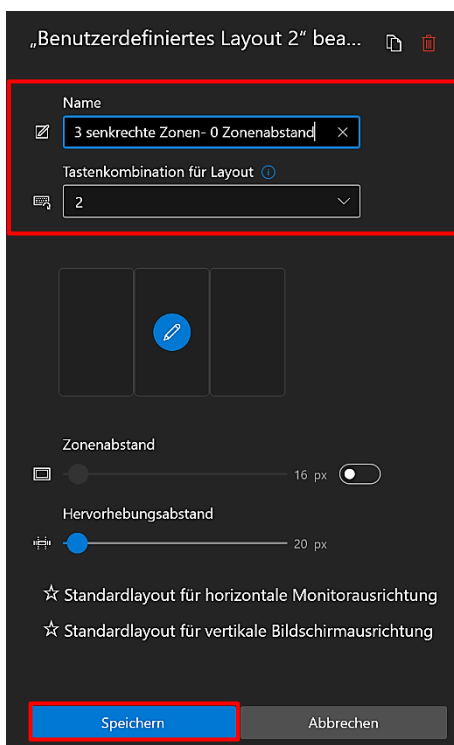 „Benutzerdefiniertes Layout 2“ bea...
Name
3 senkrechte Zonen- 0 Zonenabstand
Tastenkombination für Layout
2
Zonenabstand
16 px
Hervorhebungsabstand
20 px
Standardlayout für horizontale Monitorausrichtung
Standardlayout für vertikale Bildschirmausrichtung
Speichern
Abbrechen